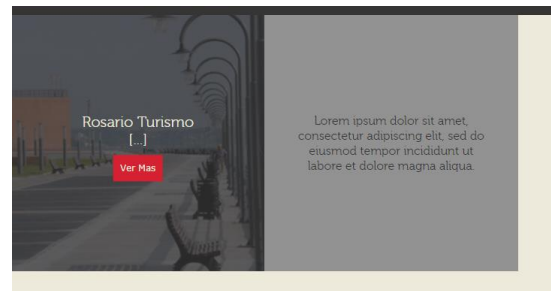 Rosario Turismo
[...]
Ver Mas
Lorem ipsum dolor sit amet,
consectetur adipiscing elit, sed do
eiusmod tempor incididunt ut
labore et dolore magna aliqua.